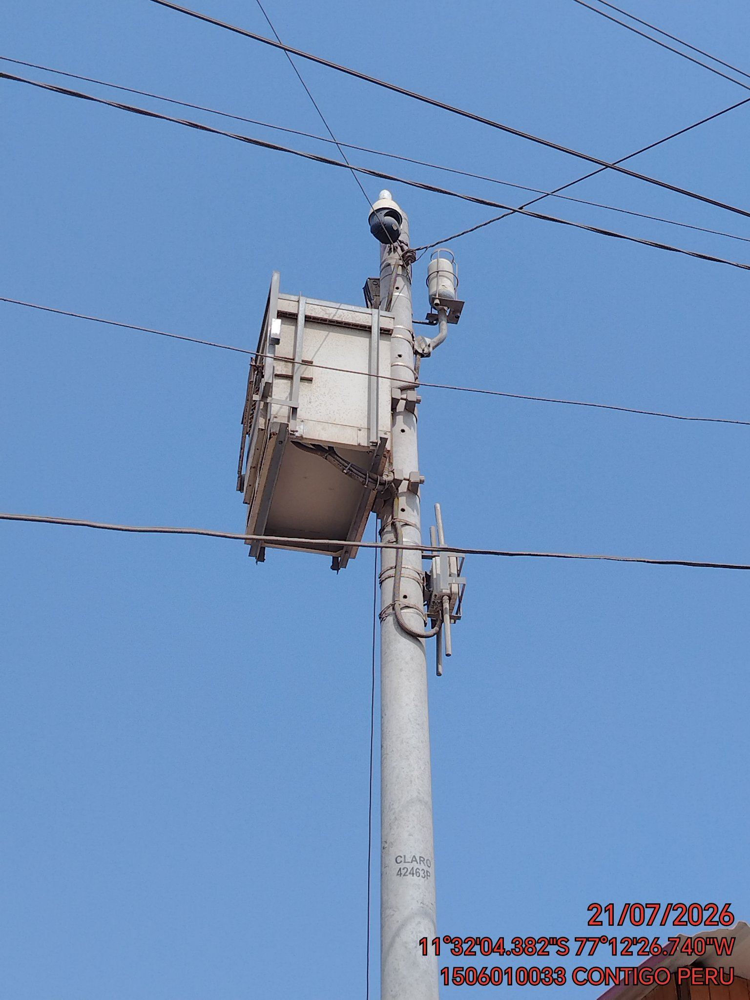 CLARO
42463P
21/07/2026
11°32'04.382"S 77°12'26.740"W
1506010033 CONTIGO PERU